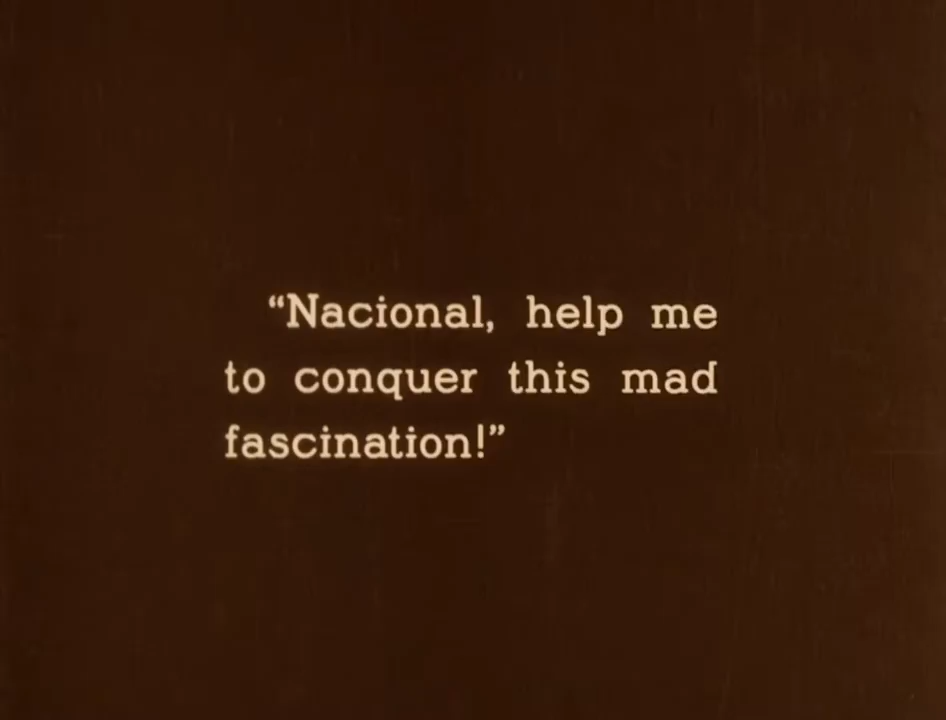 “Nacional, help me
to conquer this mad
fascination!”